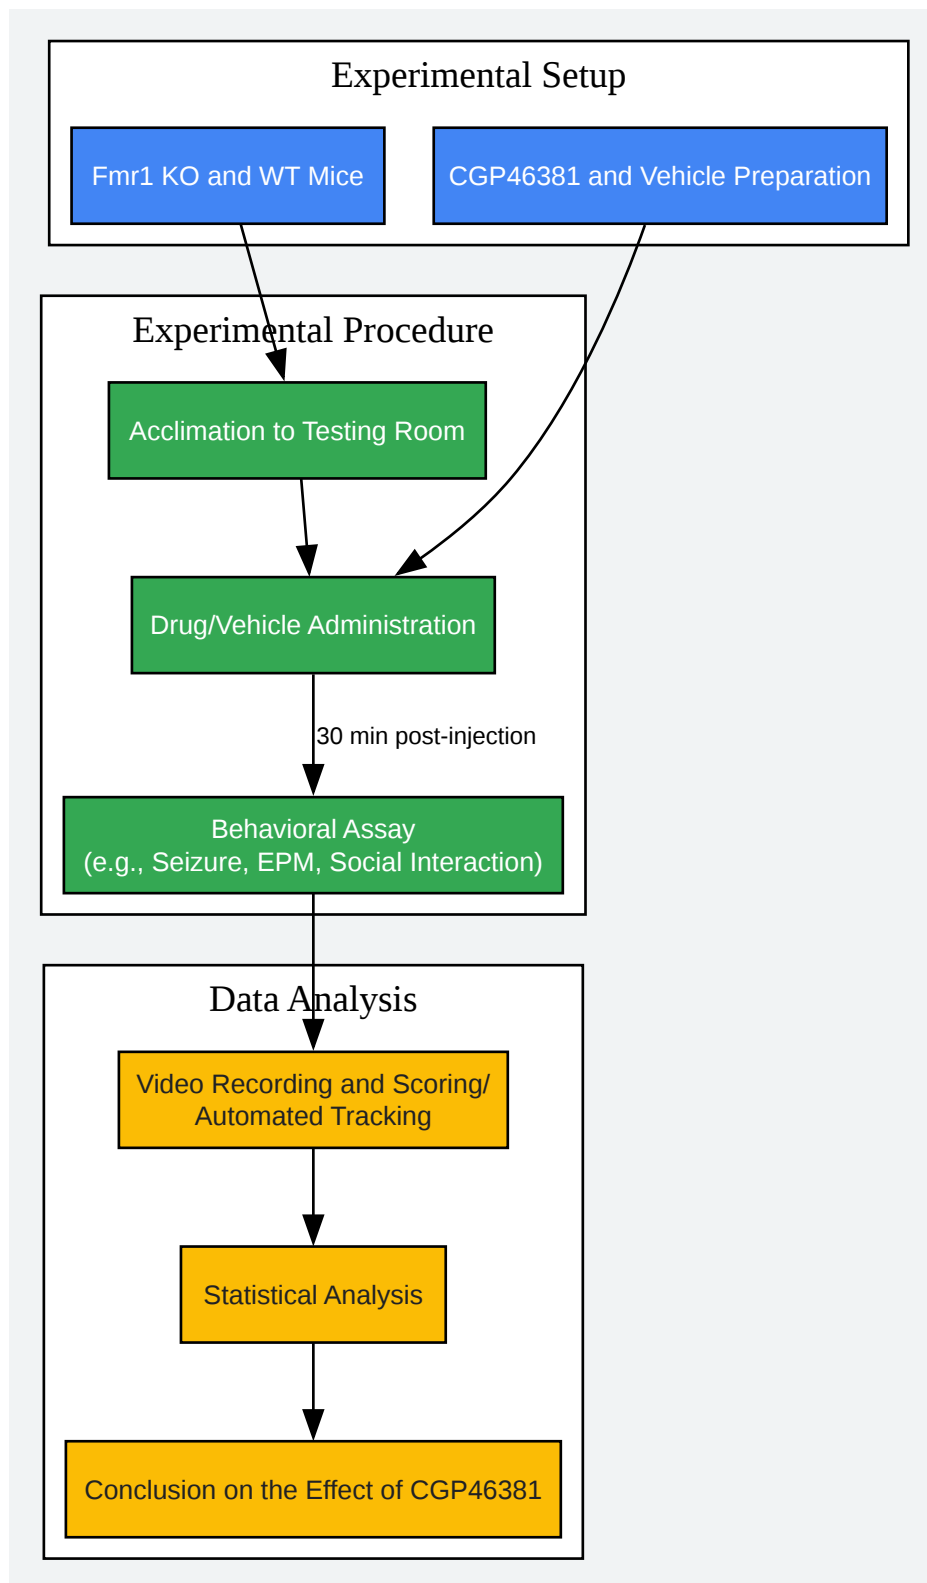 Experimental Setup
Fmr1 KO and WT Mice
CGP46381 and Vehicle Preparation
Experimental Procedure
Acclimation to Testing Room
Drug/Vehicle Administration
30 min post-injection
Behavioral Assay
(e.g., Seizure, EPM, Social Interaction)
Data Analysis
Video Recording and Scoring/
Automated Tracking
Statistical Analysis
Conclusion on the Effect of CGP46381